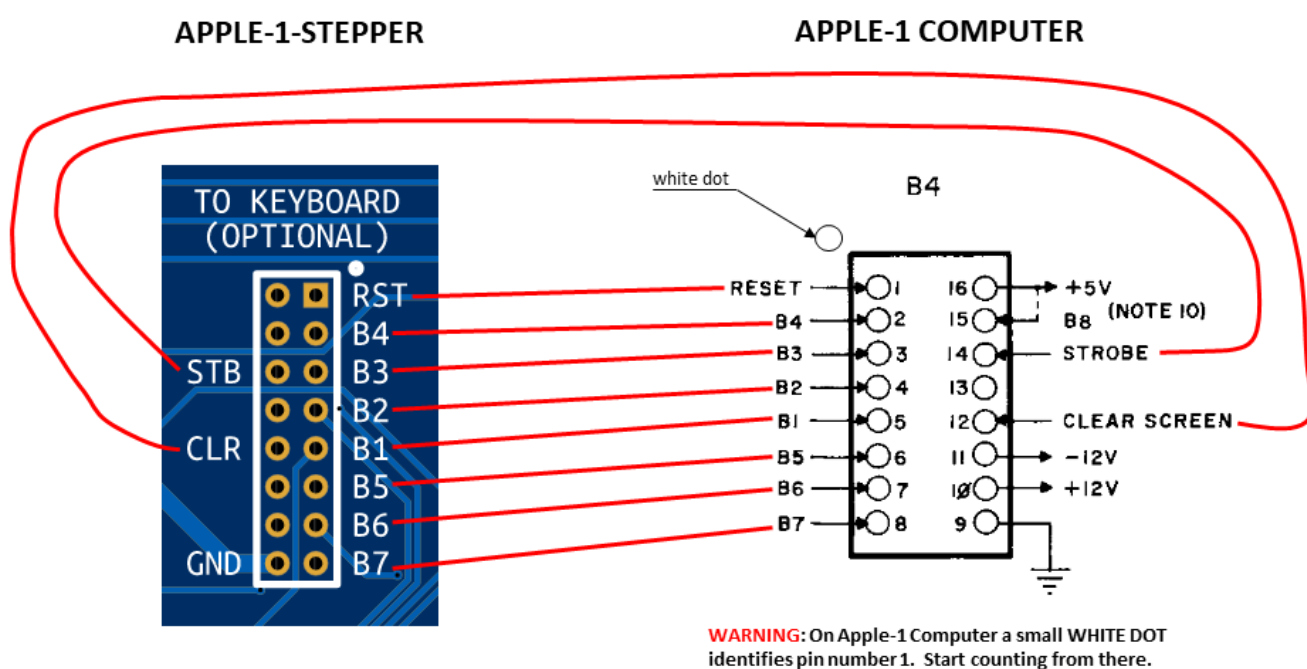 APPLE-1-STEPPER
APPLE-1 COMPUTER
TO KEYBOARD
(OPTIONAL)
RST
B4
STB B3
B2
CLR B1
B5
B6
GND B7
white dot
B4
RESET 1 16 +5V
B4 2 15 B8 (NOTE 10)
B3 3 14 STROBE
B2 4 13
B1 5 12 CLEAR SCREEN
B5 6 11 -12V
B6 7 10 +12V
B7 8 9
WARNING: On Apple-1 Computer a small WHITE DOT
identifies pin number 1. Start counting from there.